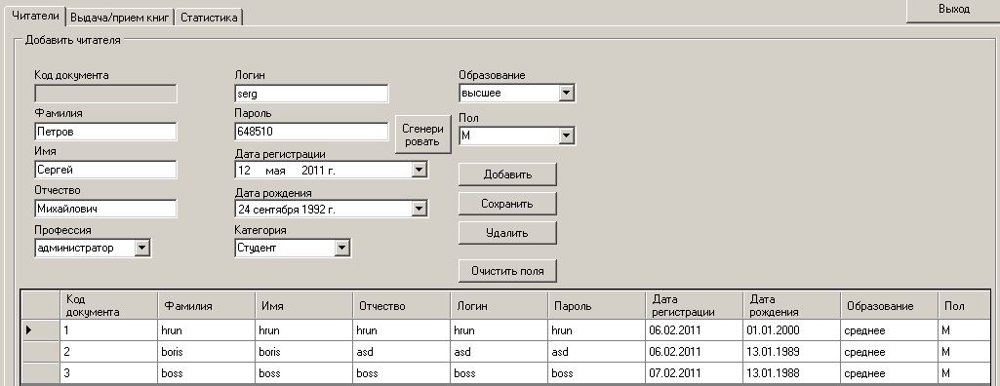 Читатели Выдача/прием книг Статистика Выход
Добавить читателя
Код документа Логин Образование
serg высшее
Фамилия Пароль Пол
Петров 648510 Сгенери
ровать М
Имя Дата регистрации
Сергей 12 мая 2011 г. Добавить
Отчество Дата рождения Сохранить
Михайлович 24 сентября 1992 г.
Профессия Категория Удалить
администратор Студент
Очистить поля
Код
документа Фамилия Имя Отчество Логин Пароль Дата
регистрации Дата
рождения Образование Пол
1 hrun hrun hrun hrun hrun 06.02.2011 01.01.2000 среднее М
2 boris boris asd asd asd 06.02.2011 13.01.1989 среднее М
3 boss boss boss boss boss 07.02.2011 13.01.1988 среднее М